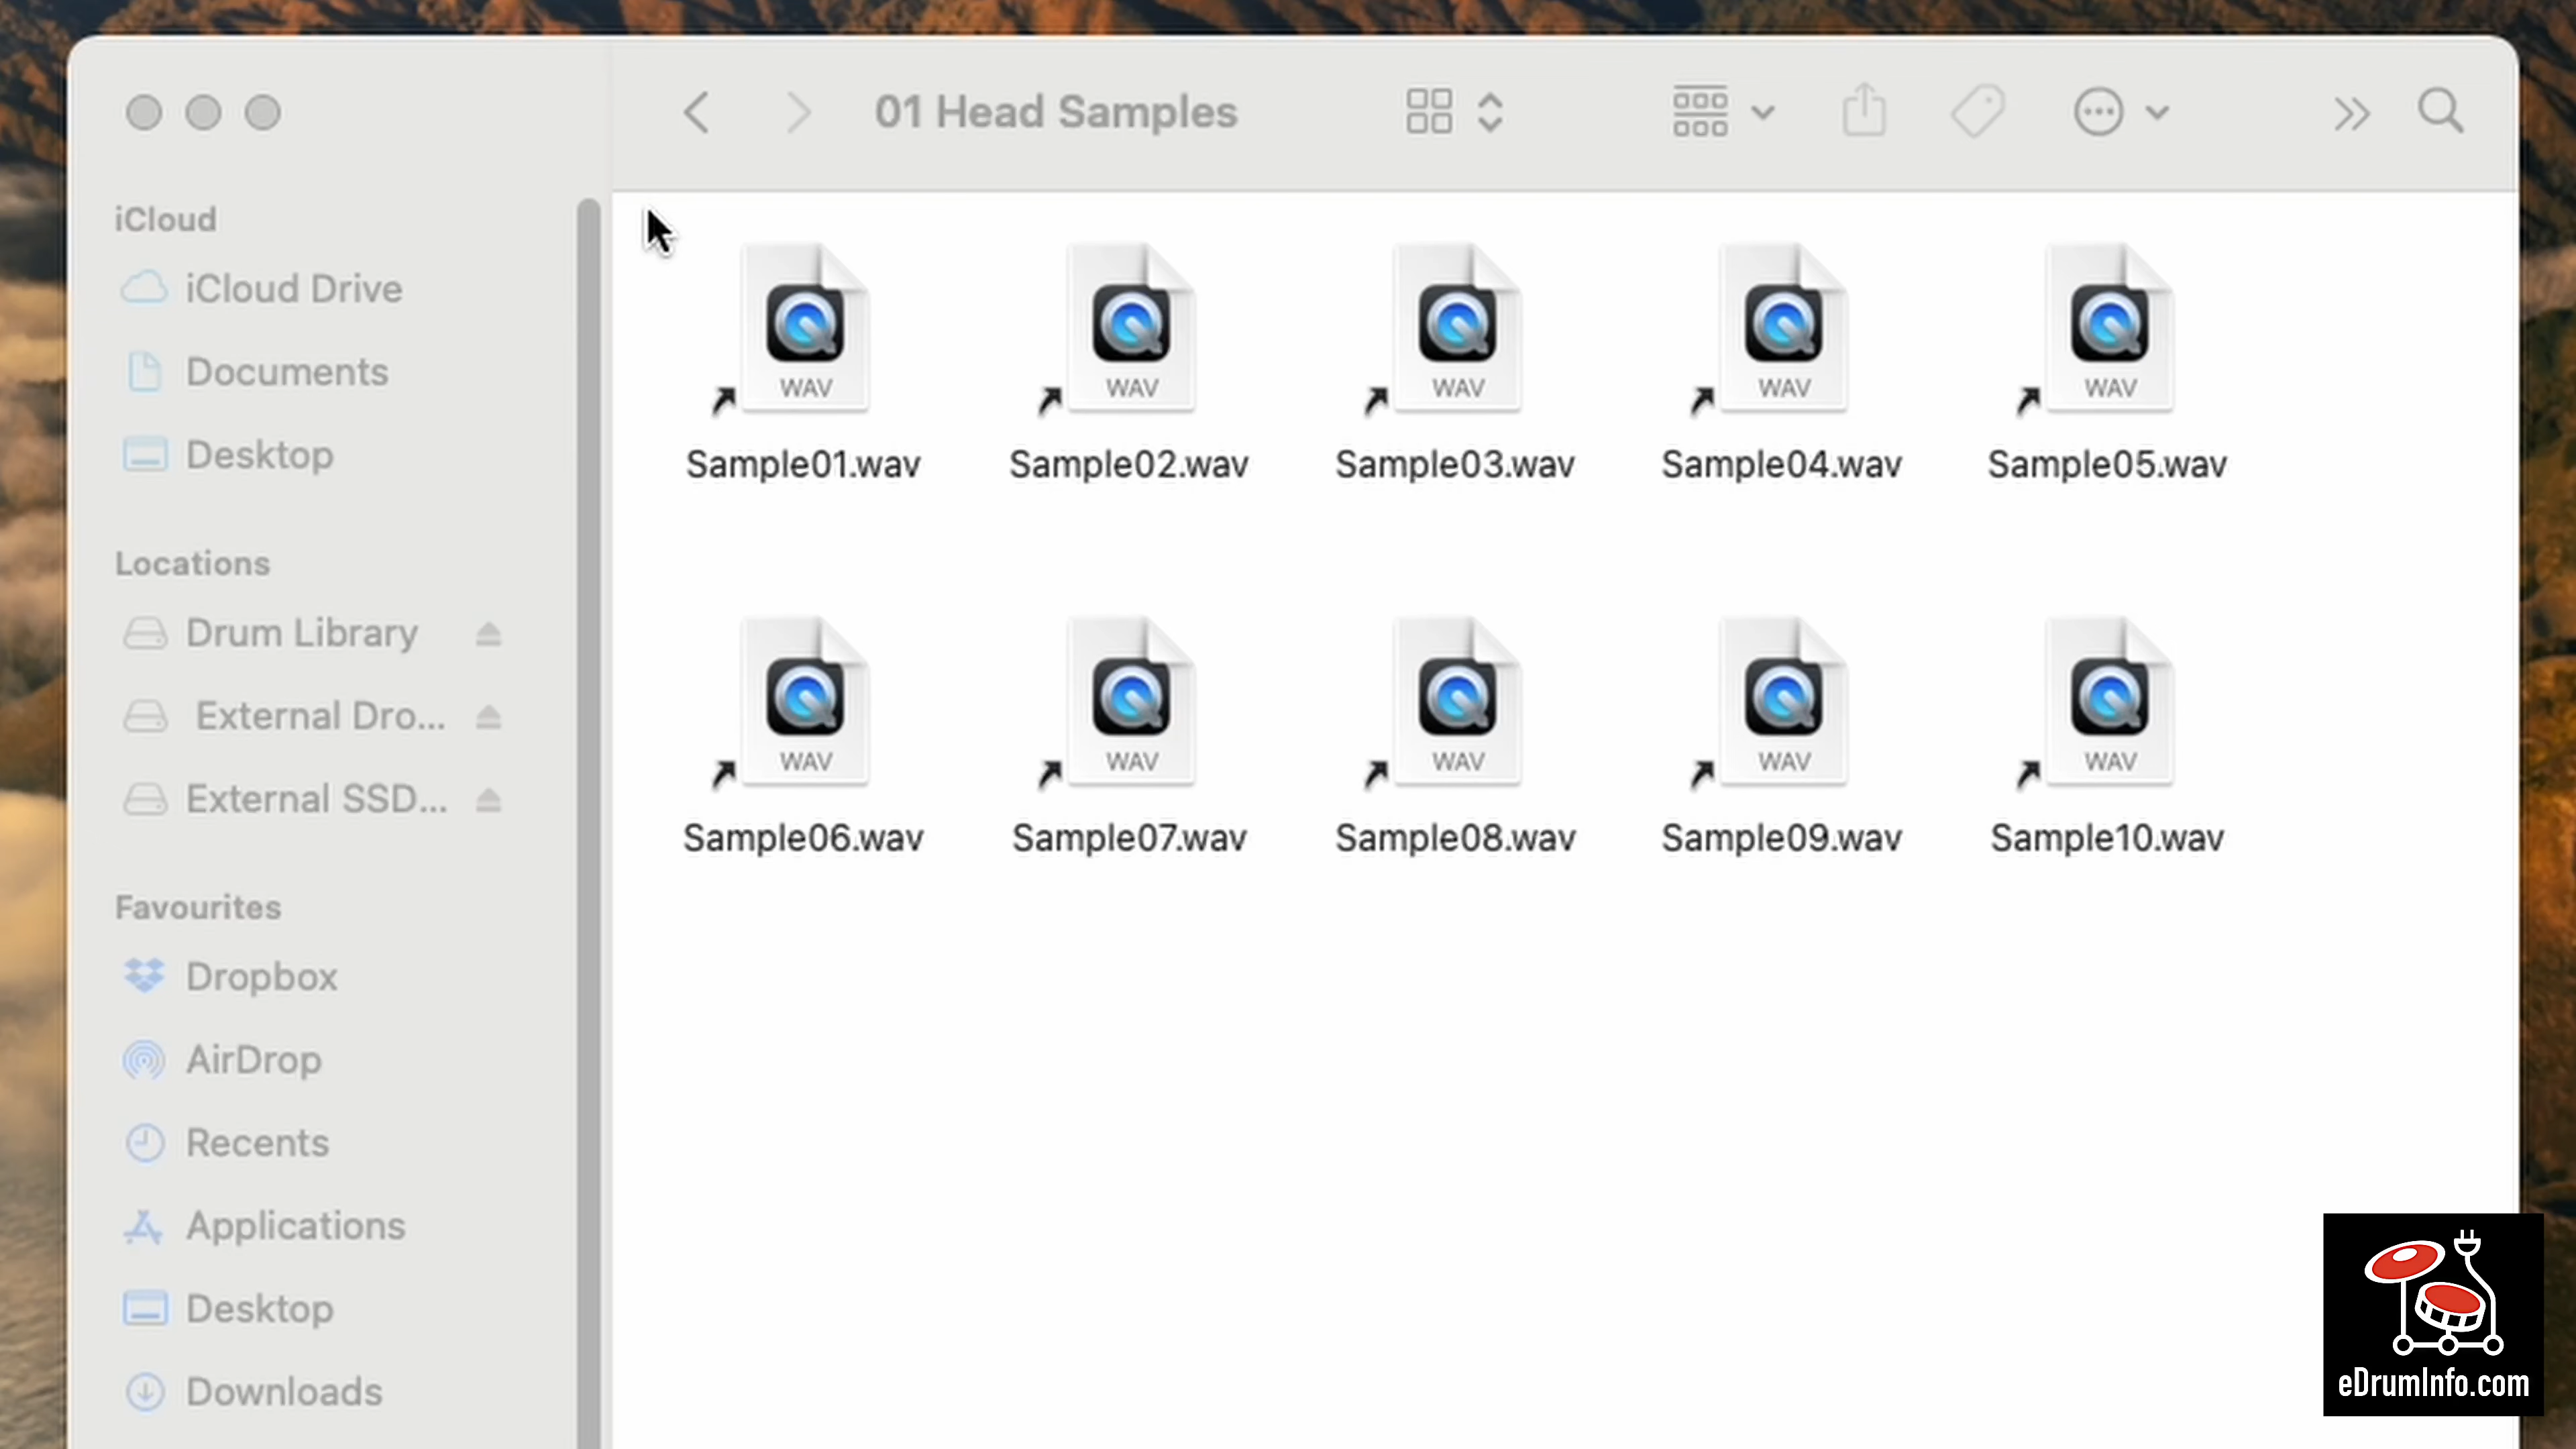 01 Head Samples
iCloud
iCloud Drive
Documents
Desktop
Locations
Drum Library
External Dro...
External SSD...
Favourites
Dropbox
AirDrop
Recents
Applications
Desktop
Downloads
WAV WAV WAV WAV WAV
Sample01.wav Sample02.wav Sample03.wav Sample04.wav Sample05.wav
WAV WAV WAV WAV WAV
Sample06.wav Sample07.wav Sample08.wav Sample09.wav Sample10.wav
eDrumInfo.com